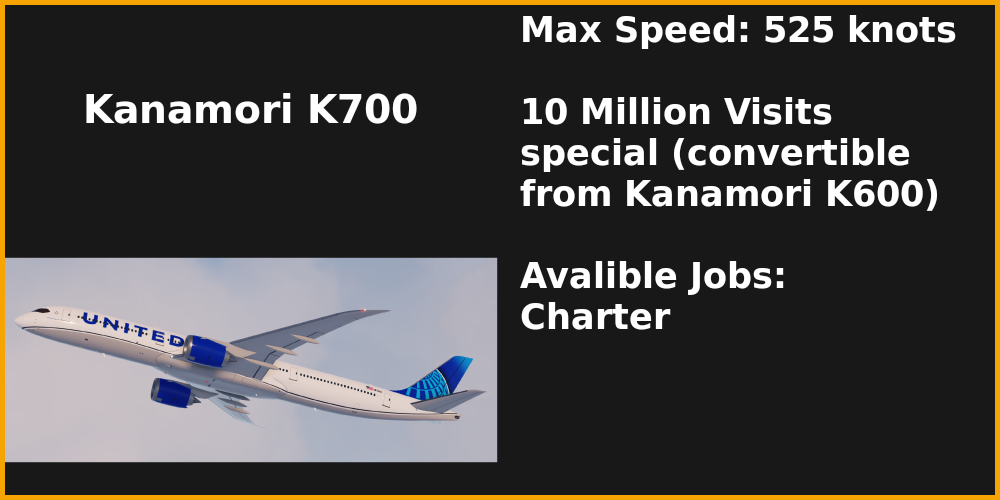 Kanamori K700
Max Speed: 525 knots
10 Million Visits
special (convertible
from Kanamori K600)
Avalible Jobs:
Charter
UNITED